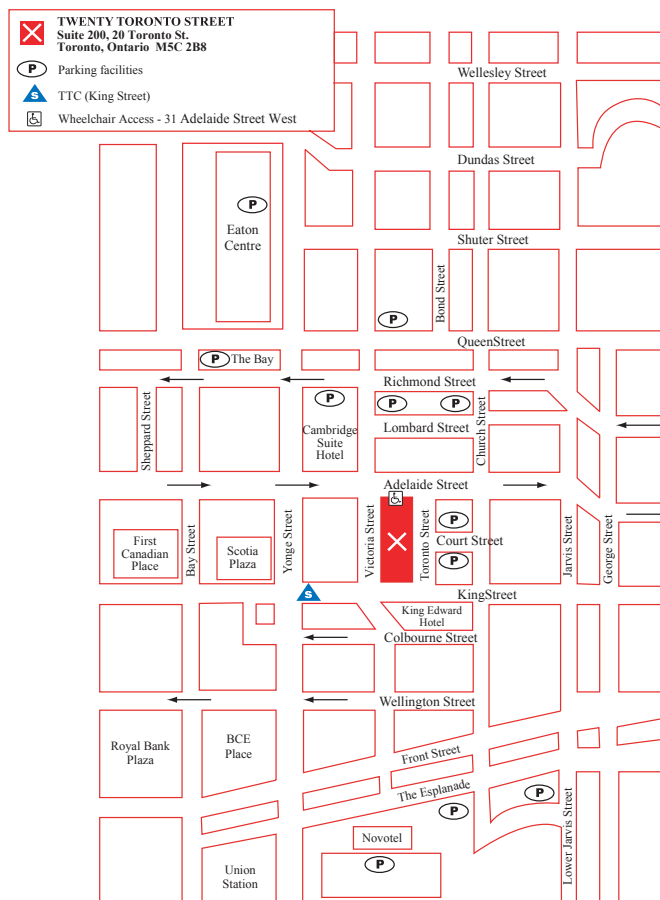 TWENTY TORONTO STREET
Suite 200, 20 Toronto St.
Toronto, Ontario  M5C 2B8
P Parking facilities
S TTC (King Street)
Wheelchair Access - 31 Adelaide Street West
Wellesley Street
Dundas Street
P
Eaton
Centre
Shuter Street
Bond Street
P
QueenStreet
P The Bay
Richmond Street
Sheppard Street
P
P
P
Cambridge
Suite
Hotel
Lombard Street
Church Street
Adelaide Street
First
Canadian
Place
Bay Street
Scotia
Plaza
Yonge Street
Victoria Street
Toronto Street
P
Court Street
P
Jarvis Street
George Street
S
KingStreet
King Edward
Hotel
Colbourne Street
Wellington Street
Royal Bank
Plaza
BCE
Place
Front Street
The Esplanade
P
P
Lower Jarvis Street
Novotel
P
Union
Station